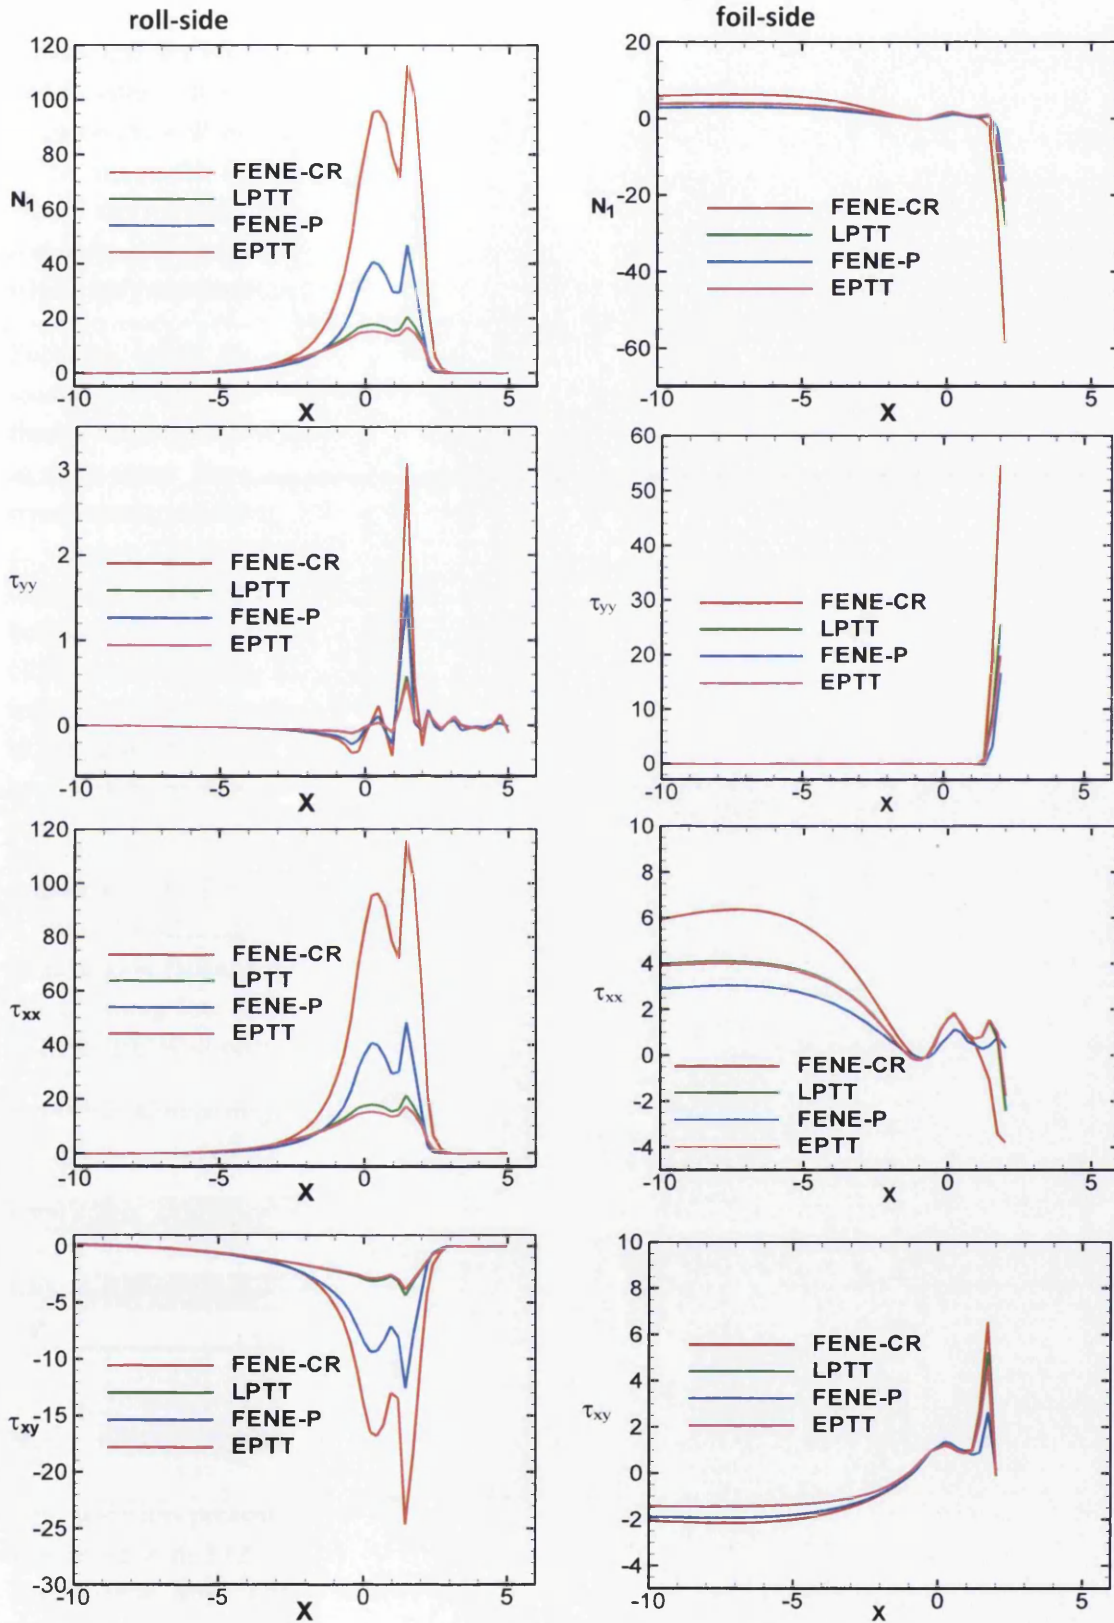 roll-side
foil-side
120
100
80
60
40
20
0
N1
FENE-CR
LPTT
FENE-P
EPTT
-10
-5
0
5
X
20
0
-20
-40
-60
N1
FENE-CR
LPTT
FENE-P
EPTT
-10
-5
0
5
X
3
2
1
0
τyy
FENE-CR
LPTT
FENE-P
EPTT
-10
-5
0
5
X
60
50
40
30
20
10
0
τyy
FENE-CR
LPTT
FENE-P
EPTT
-10
-5
0
5
X
120
100
80
60
40
20
0
τxx
FENE-CR
LPTT
FENE-P
EPTT
-10
-5
0
5
X
10
8
6
4
2
0
-2
-4
τxx
FENE-CR
LPTT
FENE-P
EPTT
-10
-5
0
5
X
0
-5
-10
-15
-20
-25
-30
τxy
FENE-CR
LPTT
FENE-P
EPTT
-10
-5
0
5
X
10
8
6
4
2
0
-2
-4
τxy
FENE-CR
LPTT
FENE-P
EPTT
-10
-5
0
5
X